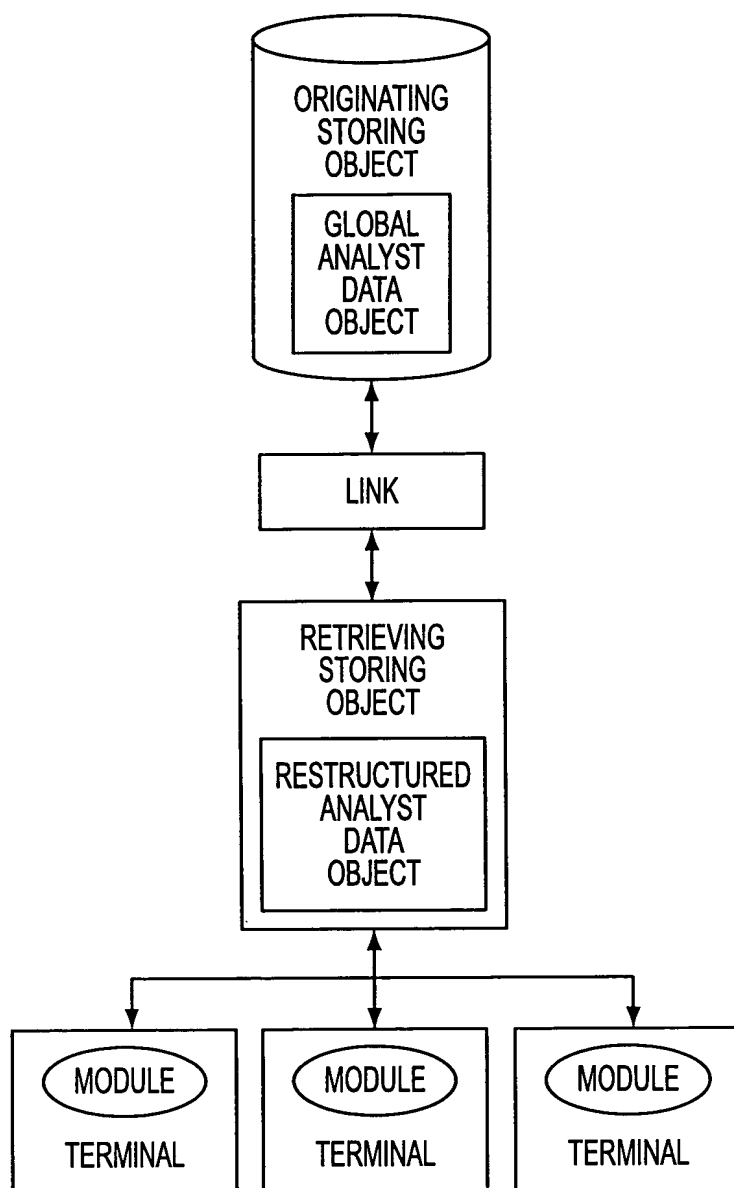 ORIGINATING
STORING
OBJECT
GLOBAL
ANALYST
DATA
OBJECT
LINK
RETRIEVING
STORING
OBJECT
RESTRUCTURED
ANALYST
DATA
OBJECT
MODULE
TERMINAL
MODULE
TERMINAL
MODULE
TERMINAL